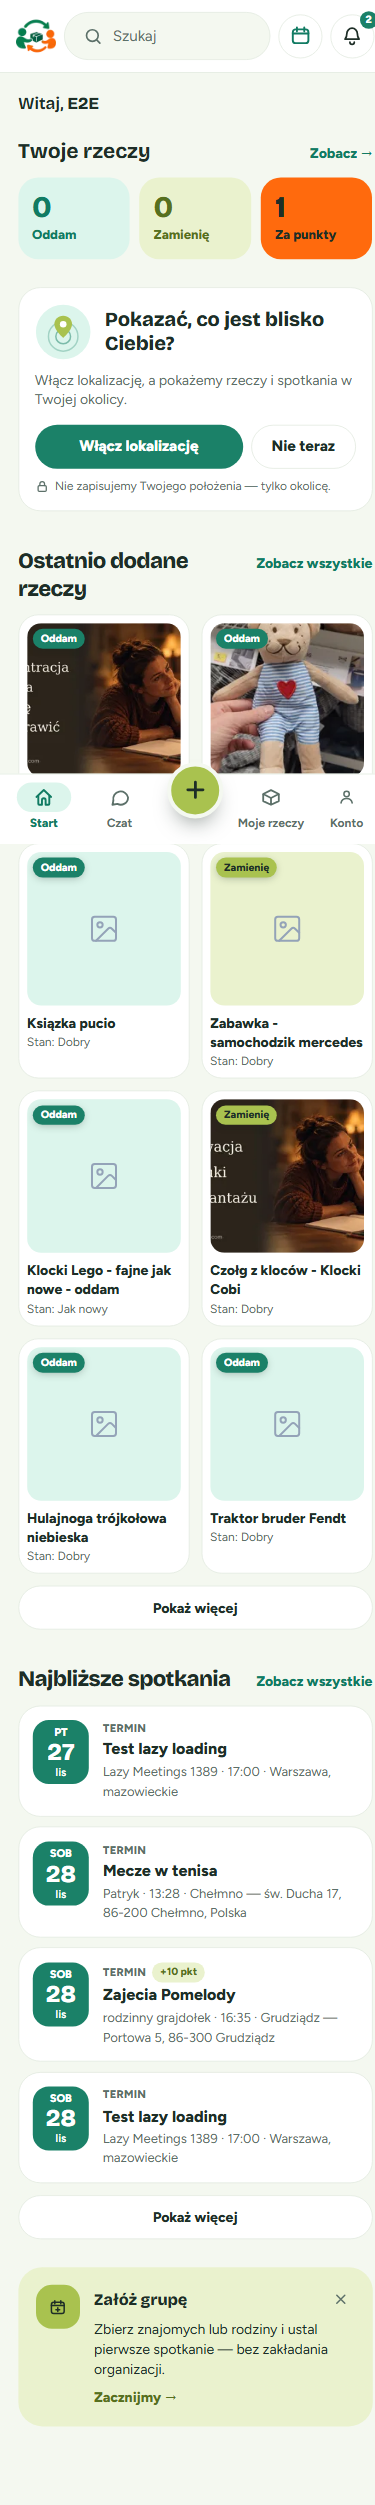 Szukaj
2
Witaj, E2E
Twoje rzeczy
Zobacz →
0
Oddam
0
Zamienię
1
Za punkty
Pokazać, co jest blisko
Ciebie?
Włącz lokalizację, a pokażemy rzeczy i spotkania w
Twojej okolicy.
Włącz lokalizację
Nie teraz
Nie zapisujemy Twojego położenia — tylko okolicę.
Ostatnio dodane
rzeczy
Zobacz wszystkie
Oddam
Oddam
Start
Czat
Moje rzeczy
Konto
Oddam
Zamienię
Książka pucio
Stan: Dobry
Zabawka -
samochodzik mercedes
Stan: Dobry
Oddam
Zamienię
Klocki Lego - fajne jak
nowe - oddam
Stan: Jak nowy
Czołg z kloców - Klocki
Cobi
Stan: Dobry
Oddam
Oddam
Hulajnoga trójkołowa
niebieska
Stan: Dobry
Traktor bruder Fendt
Stan: Dobry
Pokaż więcej
Najbliższe spotkania
Zobacz wszystkie
PT
27
lis
TERMIN
Test lazy loading
Lazy Meetings 1389 · 17:00 · Warszawa,
mazowieckie
SOB
28
lis
TERMIN
Mecze w tenisa
Patryk · 13:28 · Chełmno — św. Ducha 17,
86-200 Chełmno, Polska
SOB
28
lis
TERMIN +10 pkt
Zajecia Pomelody
rodzinny grajdołek · 16:35 · Grudziądz —
Portowa 5, 86-300 Grudziądz
SOB
28
lis
TERMIN
Test lazy loading
Lazy Meetings 1389 · 17:00 · Warszawa,
mazowieckie
Pokaż więcej
Załóż grupę
Zbierz znajomych lub rodziny i ustal
pierwsze spotkanie — bez zakładania
organizacji.
Zacznijmy →